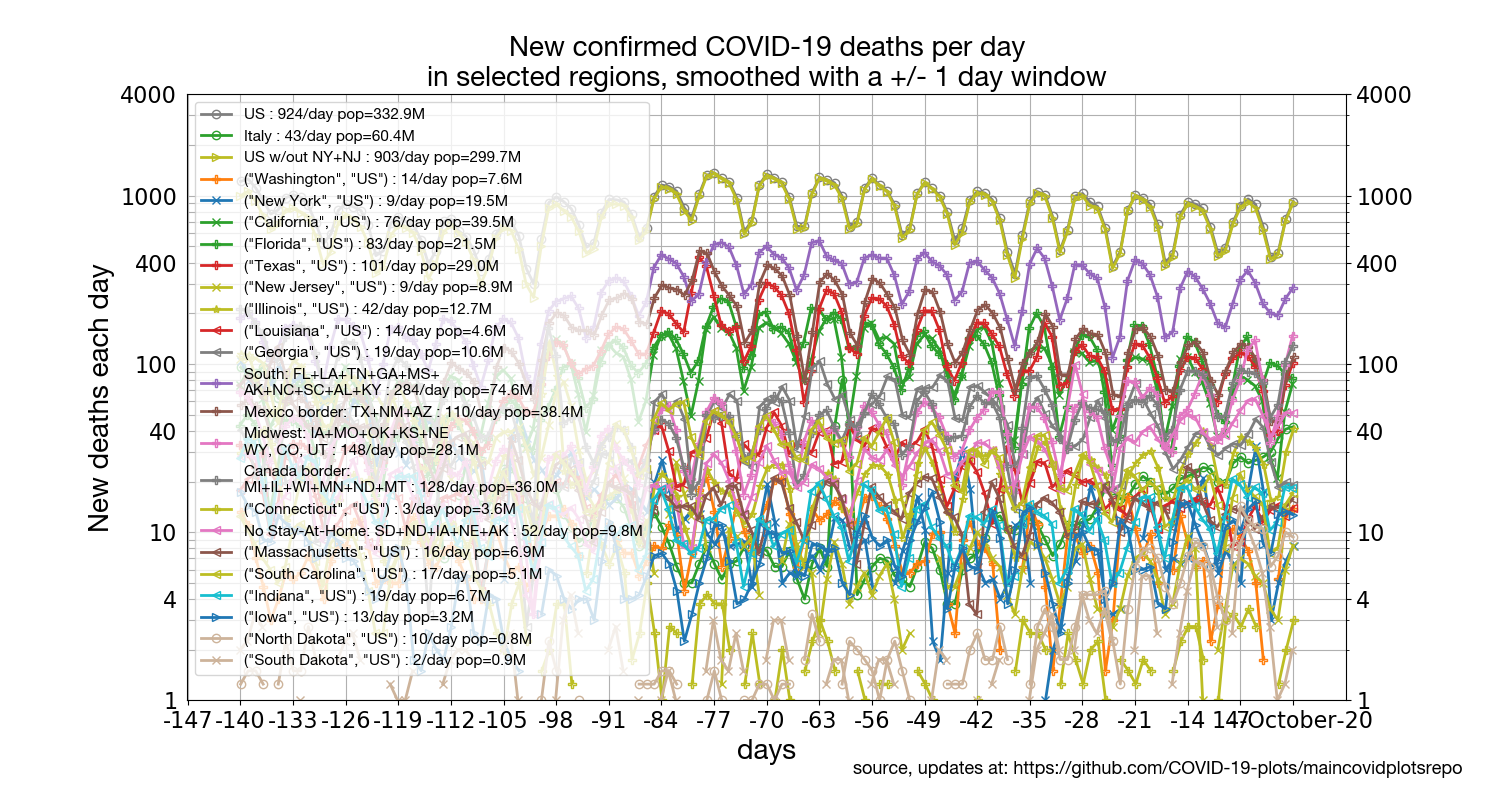 New confirmed COVID-19 deaths per day
in selected regions, smoothed with a +/- 1 day window
4000
1000
400
100
40
10
4
1
New deaths each day
US : 924/day pop=332.9M
Italy : 43/day pop=60.4M
US w/out NY+NJ : 903/day pop=299.7M
("Washington", "US") : 14/day pop=7.6M
("New York", "US") : 9/day pop=19.5M
("California", "US") : 76/day pop=39.5M
("Florida", "US") : 83/day pop=21.5M
("Texas", "US") : 101/day pop=29.0M
("New Jersey", "US") : 9/day pop=8.9M
("Illinois", "US") : 42/day pop=12.7M
("Louisiana", "US") : 14/day pop=4.6M
("Georgia", "US") : 19/day pop=10.6M
South: FL+LA+TN+GA+MS+
AK+NC+SC+AL+KY : 284/day pop=74.6M
Mexico border: TX+NM+AZ : 110/day pop=38.4M
Midwest: IA+MO+OK+KS+NE
WY, CO, UT : 148/day pop=28.1M
Canada border:
MI+IL+WI+MN+ND+MT : 128/day pop=36.0M
("Connecticut", "US") : 3/day pop=3.6M
No Stay-At-Home: SD+ND+IA+NE+AK : 52/day pop=9.8M
("Massachusetts", "US") : 16/day pop=6.9M
("South Carolina", "US") : 17/day pop=5.1M
("Indiana", "US") : 19/day pop=6.7M
("Iowa", "US") : 13/day pop=3.2M
("North Dakota", "US") : 10/day pop=0.8M
("South Dakota", "US") : 2/day pop=0.9M
4000
1000
400
100
40
10
4
1
-147 -140 -133 -126 -119 -112 -105 -98 -91 -84 -77 -70 -63 -56 -49 -42 -35 -28 -21 -14 October-20
days
source, updates at: https://github.com/COVID-19-plots/maincovidplotsrepo